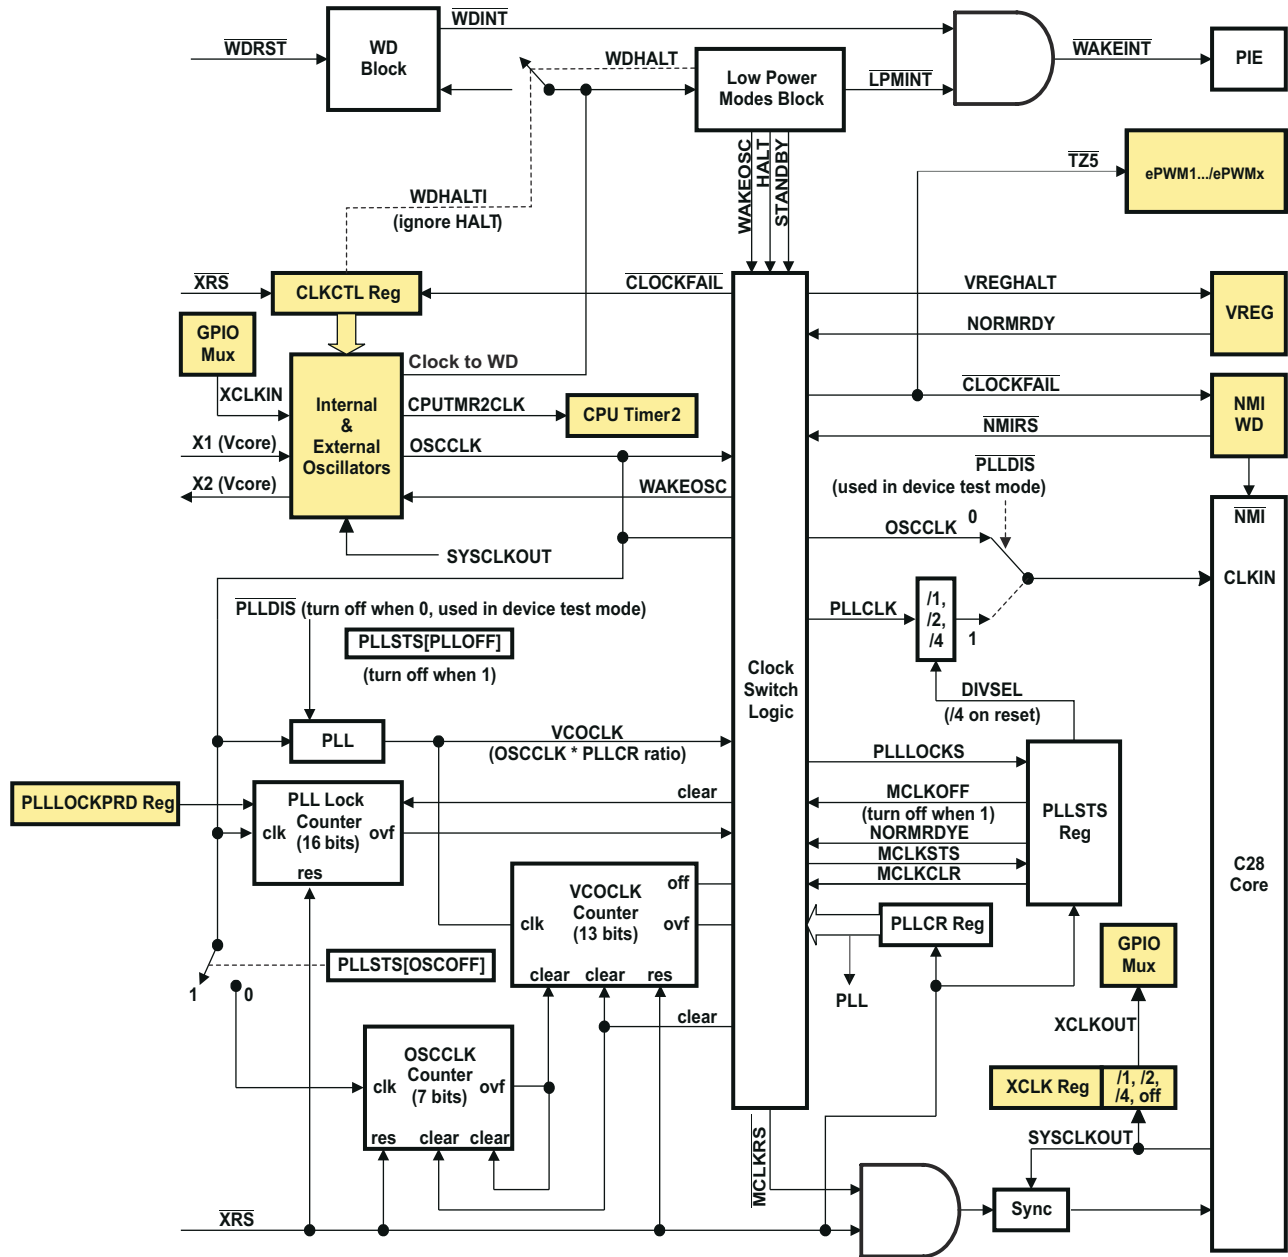 WDINT
WDRST
WD
Block
WDHALT
Low Power
Modes Block
LPMINT
WAKEINT
PIE
WAKEOSC
HALT
STANDBY
TZ5
ePWM1.../ePWMx
WDHALTI
(ignore HALT)
XRS
CLKCTL Reg
CLOCKFAIL
VREGHALT
NORMRDY
VREG
GPIO
Mux
XCLKIN
Clock to WD
CPUTMR2CLK
CPU Timer2
Internal
&
External
Oscillators
X1 (Vcore)
X2 (Vcore)
OSCCLK
WAKEOSC
SYSCLKOUT
CLOCKFAIL
NMIRS
NMI
WD
PLLDIS
(used in device test mode)
OSCCLK
0
NMI
CLKIN
PLLCLK
/1,
/2,
/4
1
PLLDIS (turn off when 0, used in device test mode)
PLLSTS[PLLOFF]
(turn off when 1)
Clock
Switch
Logic
DIVSEL
(/4 on reset)
PLL
VCOCLK
(OSCCLK * PLLCR ratio)
PLLLOCKS
MCLKOFF
(turn off when 1)
NORMRDYE
MCLKSTS
MCLKCLR
PLLSTS
Reg
PLLLOCKPRD Reg
PLL Lock
Counter
(16 bits)
clk
ovf
res
clear
VCOCLK
Counter
(13 bits)
off
clk
ovf
clear
clear
res
C28
Core
PLLCR Reg
PLL
GPIO
Mux
PLLSTS[OSCOFF]
1
0
clear
XCLKOUT
OSCCLK
Counter
(7 bits)
clk
ovf
res
clear
clear
XCLK Reg
/1, /2,
/4, off
SYSCLKOUT
MCLKRS
Sync
XRS